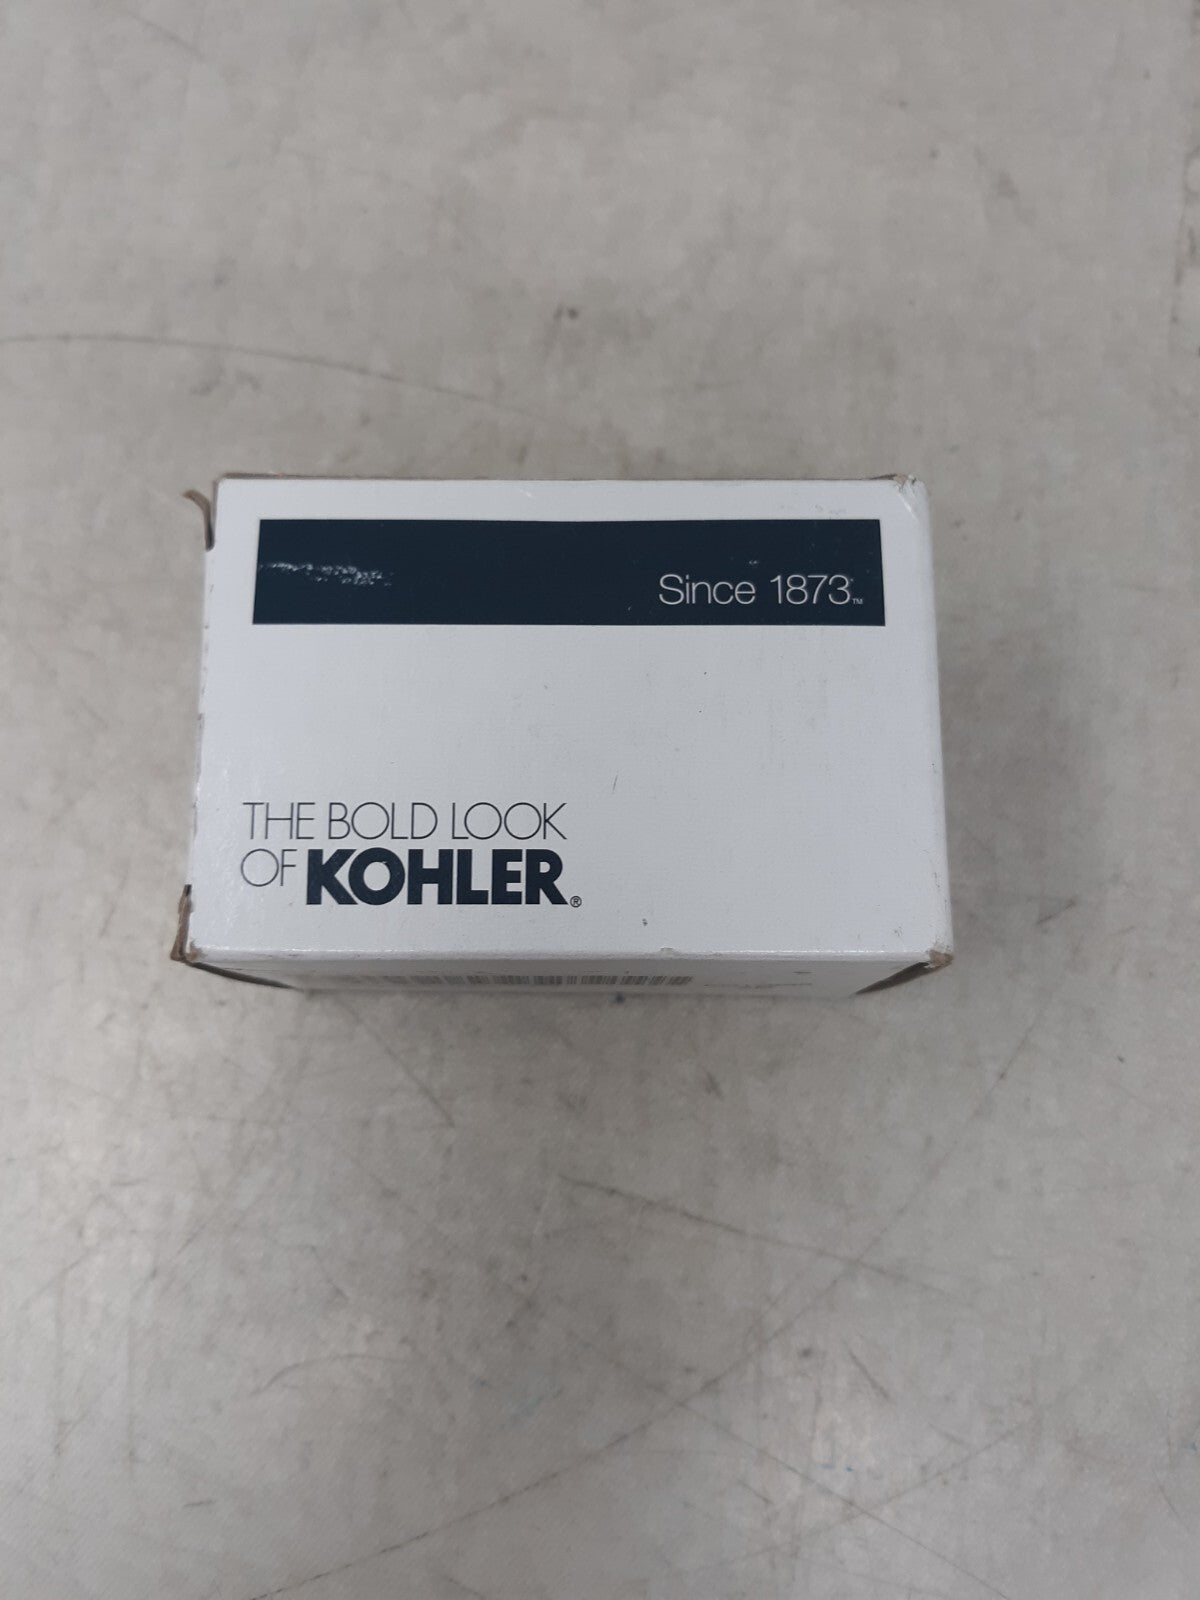 Since 1873™
THE BOLD LOOK
OF KOHLER®